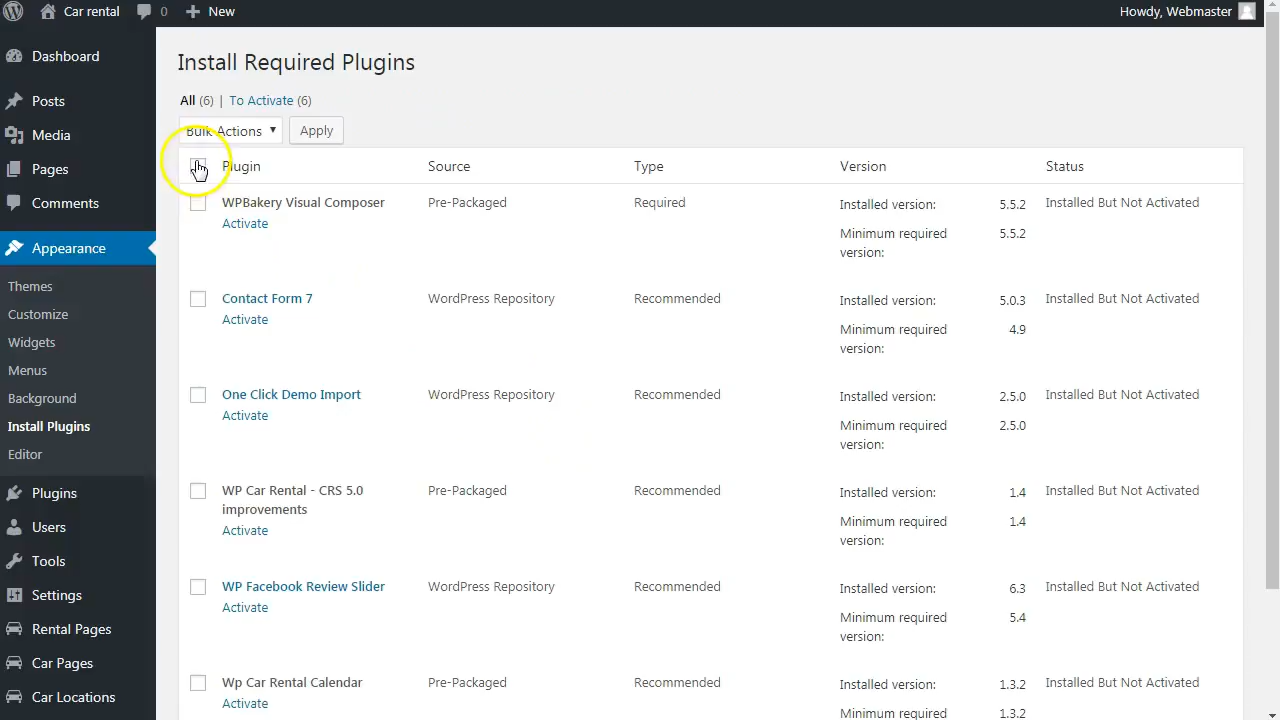 Car rental 0 New Howdy, Webmaster
Dashboard
Posts
Media
Pages
Comments
Appearance
Themes
Customize
Widgets
Menus
Background
Install Plugins
Editor
Plugins
Users
Tools
Settings
Rental Pages
Car Pages
Car Locations
Install Required Plugins
All (6) | To Activate (6)
Bulk Actions Apply
Plugin Source Type Version Status
WPBakery Visual Composer Pre-Packaged Required Installed version: 5.5.2 Installed But Not Activated
Activate
Minimum required 5.5.2
version:
Contact Form 7 WordPress Repository Recommended Installed version: 5.0.3 Installed But Not Activated
Activate
Minimum required 4.9
version:
One Click Demo Import WordPress Repository Recommended Installed version: 2.5.0 Installed But Not Activated
Activate
Minimum required 2.5.0
version:
WP Car Rental - CRS 5.0 Pre-Packaged Recommended Installed version: 1.4 Installed But Not Activated
improvements
Activate
Minimum required 1.4
version:
WP Facebook Review Slider WordPress Repository Recommended Installed version: 6.3 Installed But Not Activated
Activate
Minimum required 5.4
version:
Wp Car Rental Calendar Pre-Packaged Recommended Installed version: 1.3.2 Installed But Not Activated
Activate
Minimum required 1.3.2